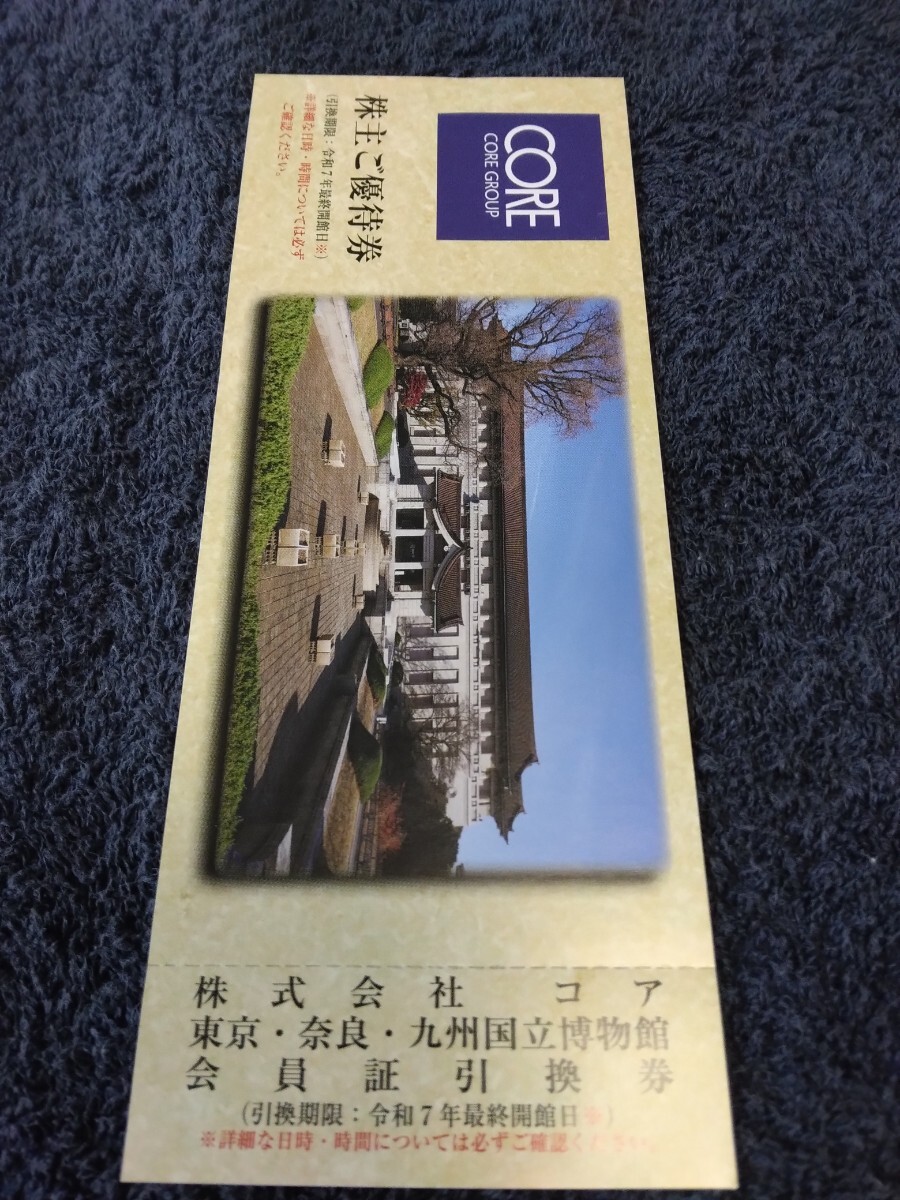 CORE
CORE GROUP
株主ご優待券
(引換期限：令和7年最終開館日※)
※詳細な日時・時間については必ず
ご確認ください。
株式会社　コア
東京・奈良・九州国立博物館
会員証引換券
(引換期限：令和7年最終開館日※)
※詳細な日時・時間については必ずご確認ください。